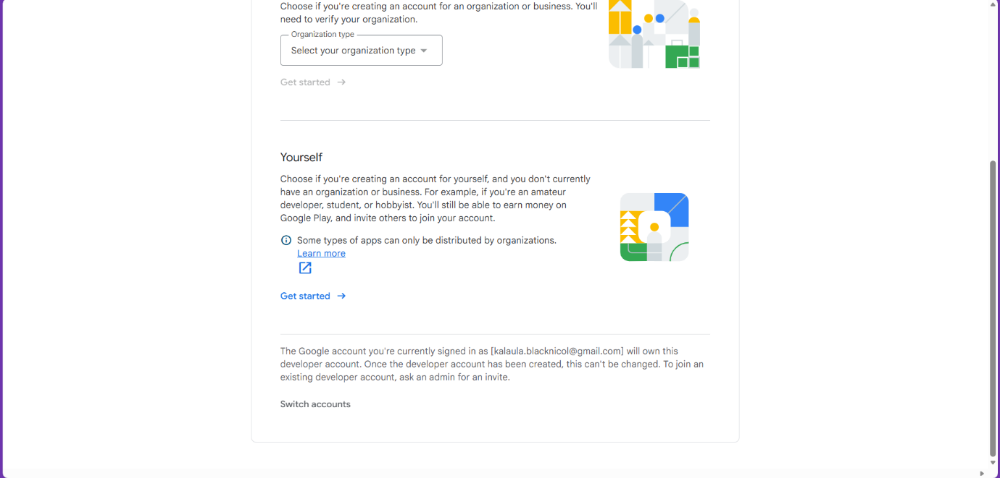 Choose if you're creating an account for an organization or business. You'll
need to verify your organization.
Organization type
Select your organization type
Get started
Yourself
Choose if you're creating an account for yourself, and you don't currently
have an organization or business. For example, if you're an amateur
developer, student, or hobbyist. You'll still be able to earn money on
Google Play, and invite others to join your account.
Some types of apps can only be distributed by organizations.
Learn more
Get started
The Google account you're currently signed in as [kalaula.blacknicol@gmail.com] will own this
developer account. Once the developer account has been created, this can't be changed. To join an
existing developer account, ask an admin for an invite.
Switch accounts